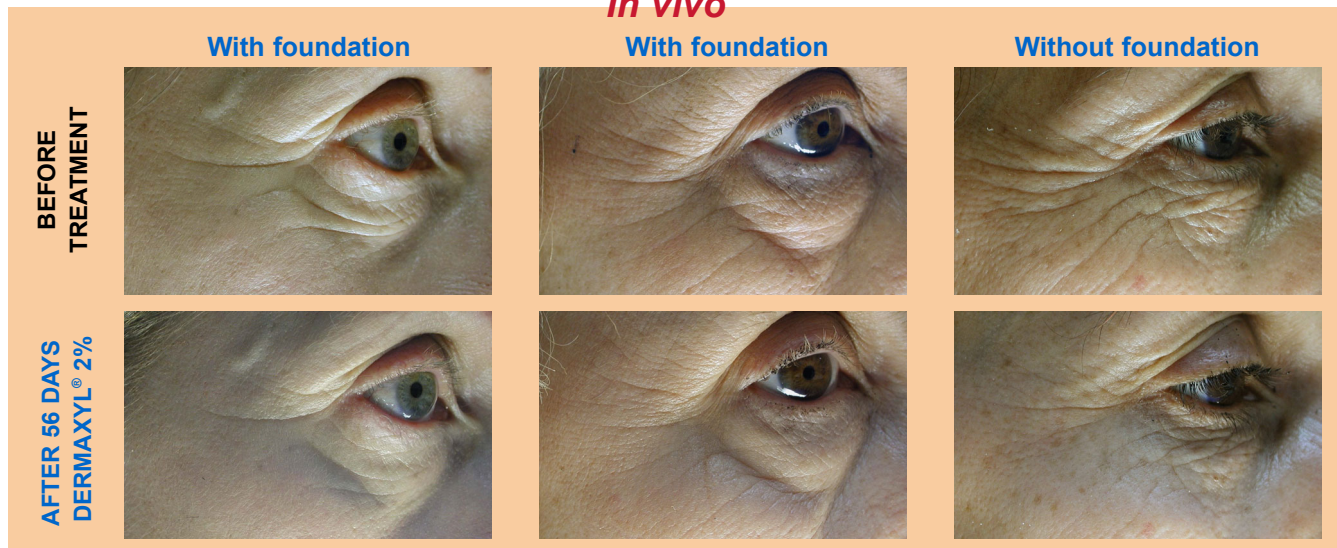 in vivo
With foundation
With foundation
Without foundation
BEFORE
TREATMENT
AFTER 56 DAYS
DERMAXYL® 2%